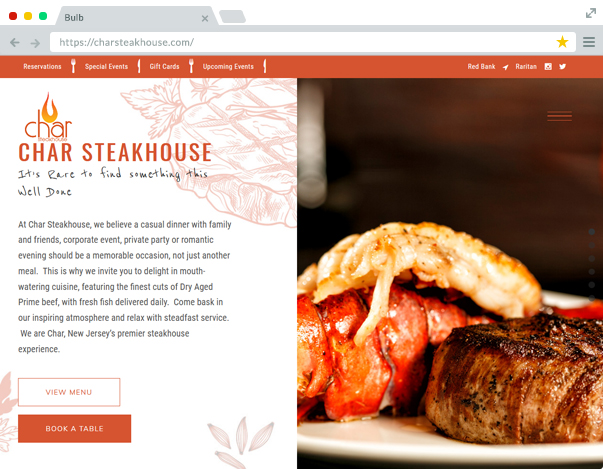 Bulb
https://charsteakhouse.com/
Reservations Special Events Gift Cards Upcoming Events Red Bank Raritan
char
steakhouse
CHAR STEAKHOUSE
It's Rare to find something this
Well Done
At Char Steakhouse, we believe a casual dinner with family
and friends, corporate event, private party or romantic
evening should be a memorable occasion, not just another
meal. This is why we invite you to delight in mouth-
watering cuisine, featuring the finest cuts of Dry Aged
Prime beef, with fresh fish delivered daily. Come bask in
our inspiring atmosphere and relax with steadfast service.
We are Char, New Jersey's premier steakhouse
experience.
VIEW MENU
BOOK A TABLE